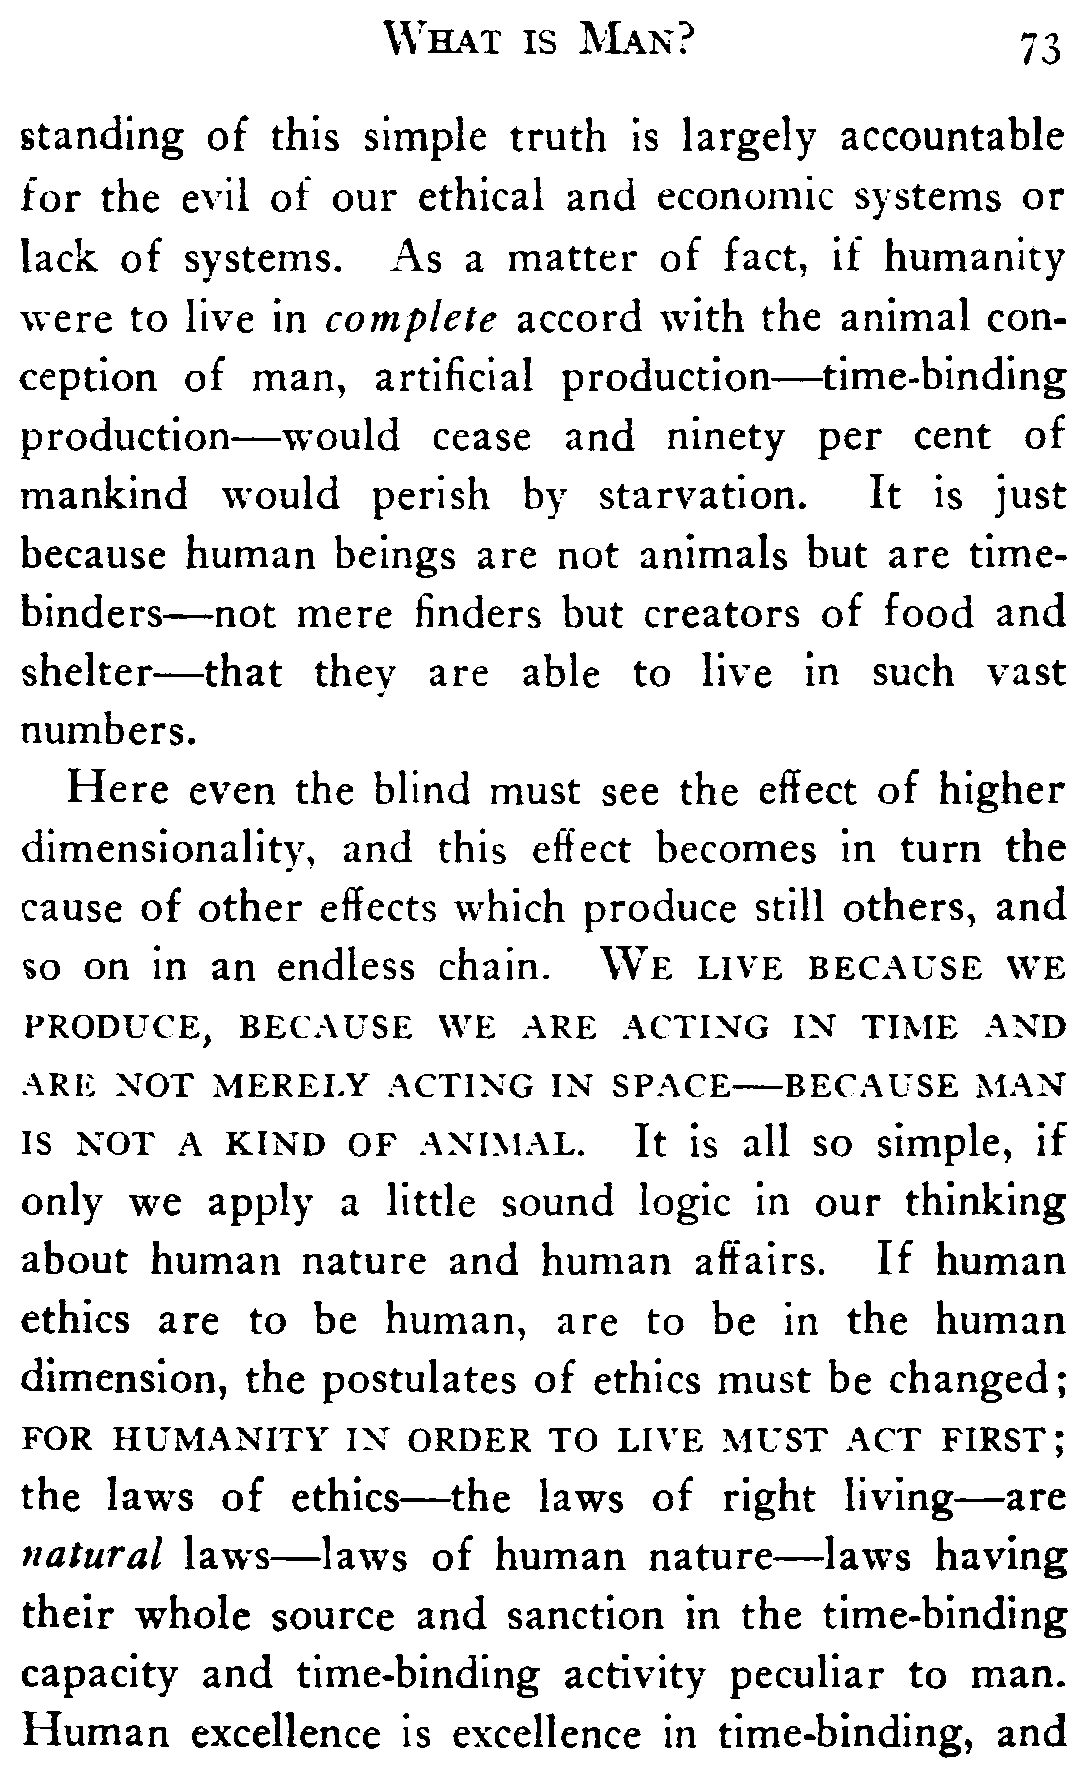 What is Man? 73
standing of this simple truth is largely accountable
for the evil of our ethical and economic systems or
lack of systems. As a matter of fact, if humanity
were to live in complete accord with the animal con-
ception of man, artificial production—time-binding
production—would cease and ninety per cent of
mankind would perish by starvation. It is just
because human beings are not animals but are time-
binders—not mere finders but creators of food and
shelter—that they are able to live in such vast
numbers.
Here even the blind must see the effect of higher
dimensionality, and this effect becomes in turn the
cause of other effects which produce still others, and
so on in an endless chain. We live because we
produce, because we are acting in time and
are not merely acting in space—because man
is not a kind of animal. It is all so simple, if
only we apply a little sound logic in our thinking
about human nature and human affairs. If human
ethics are to be human, are to be in the human
dimension, the postulates of ethics must be changed;
for humanity in order to live must act first;
the laws of ethics—the laws of right living—are
natural laws—laws of human nature—laws having
their whole source and sanction in the time-binding
capacity and time-binding activity peculiar to man.
Human excellence is excellence in time-binding, and